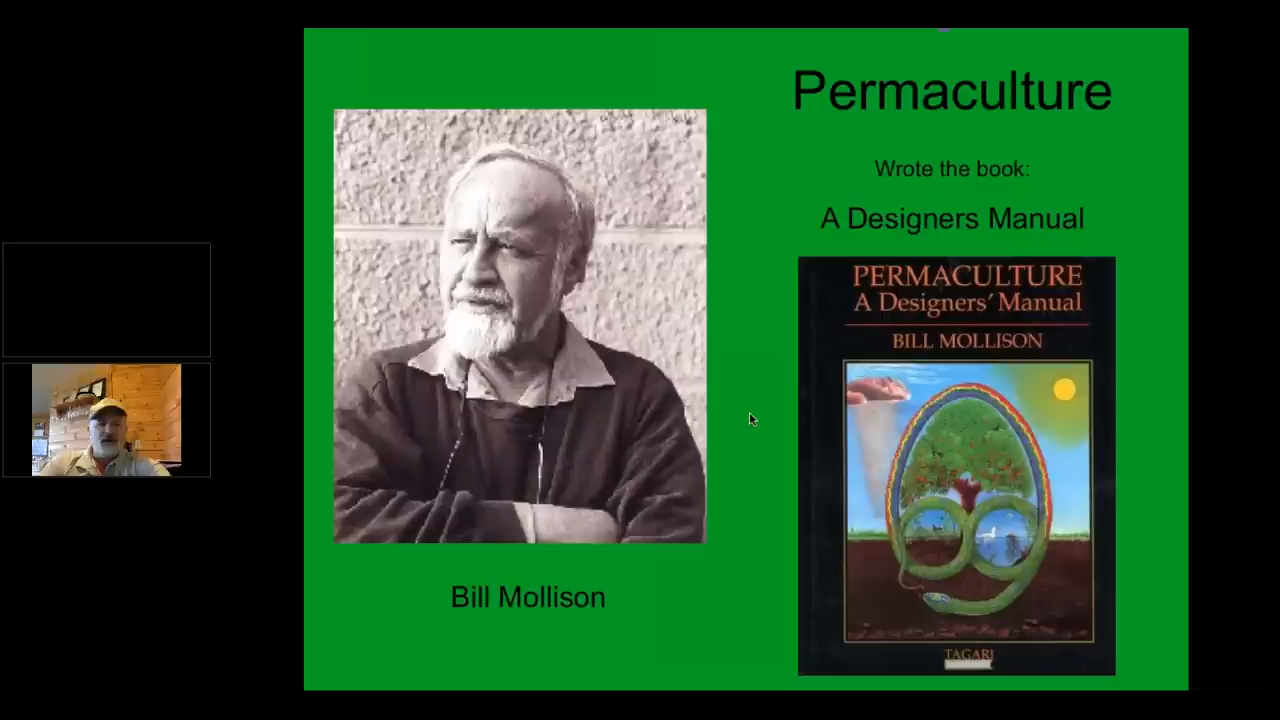 Permaculture
Wrote the book:
A Designers Manual
PERMACULTURE
A Designers' Manual
BILL MOLLISON
TAGARI
Bill Mollison